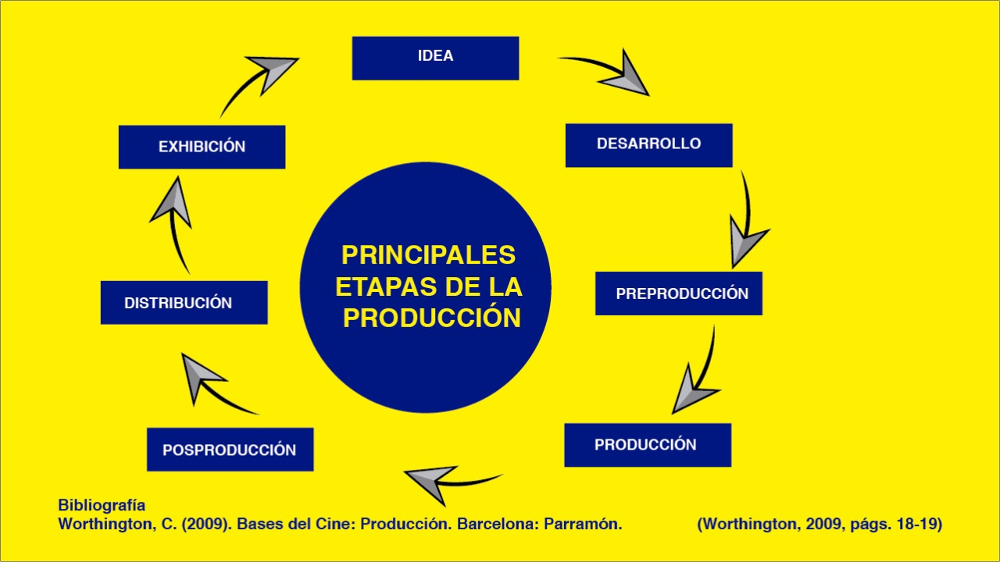 IDEA
DESARROLLO
PREPRODUCCIÓN
PRODUCCIÓN
POSPRODUCCIÓN
DISTRIBUCIÓN
EXHIBICIÓN
PRINCIPALES
ETAPAS DE LA
PRODUCCIÓN
Bibliografía
Worthington, C. (2009). Bases del Cine: Producción. Barcelona: Parramón. (Worthington, 2009, págs. 18-19)